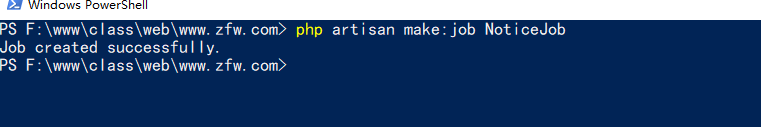 Windows PowerShell
PS F:\www\class\web\www.zfw.com> php artisan make:job NoticeJob
Job created successfully.
PS F:\www\class\web\www.zfw.com>